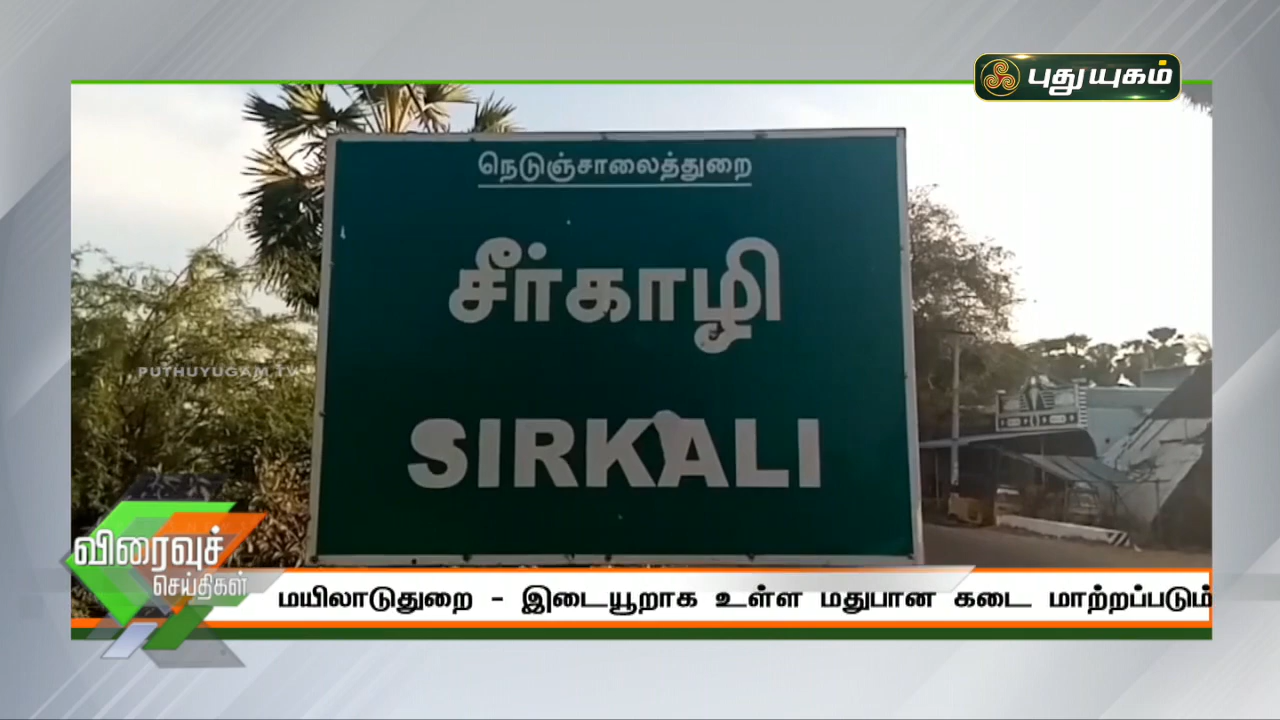 புதுயுகம்
நெடுஞ்சாலைத்துறை
சீர்காழி
PUTHUYUGAM TV
SIRKALI
விரைவுச்
செய்திகள்
மயிலாடுதுறை - இடையூறாக உள்ள மதுபான கடை மாற்றப்படும்